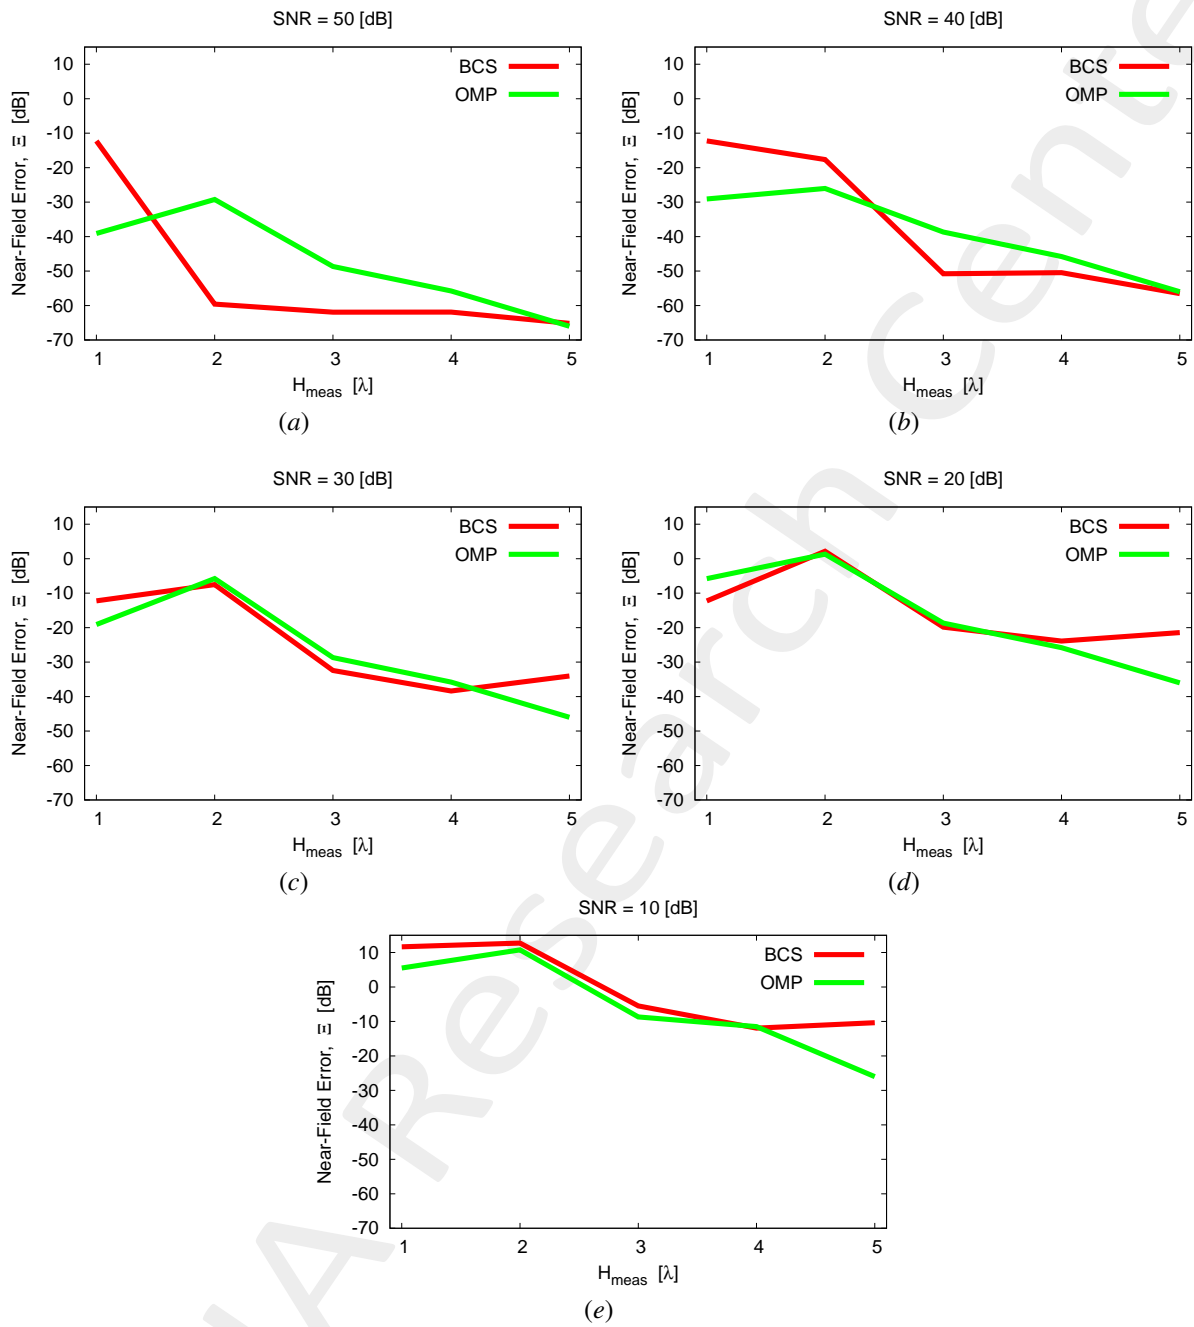 SNR = 50 [dB]
SNR = 40 [dB]
Near-Field Error, Ξ [dB]
10
0
-10
-20
-30
-40
-50
-60
-70
BCS
OMP
1 2 3 4 5
H_meas [λ]
(a)
Near-Field Error, Ξ [dB]
10
0
-10
-20
-30
-40
-50
-60
-70
BCS
OMP
1 2 3 4 5
H_meas [λ]
(b)
SNR = 30 [dB]
SNR = 20 [dB]
Near-Field Error, Ξ [dB]
10
0
-10
-20
-30
-40
-50
-60
-70
BCS
OMP
1 2 3 4 5
H_meas [λ]
(c)
Near-Field Error, Ξ [dB]
10
0
-10
-20
-30
-40
-50
-60
-70
BCS
OMP
1 2 3 4 5
H_meas [λ]
(d)
SNR = 10 [dB]
Near-Field Error, Ξ [dB]
10
0
-10
-20
-30
-40
-50
-60
-70
BCS
OMP
1 2 3 4 5
H_meas [λ]
(e)
Research